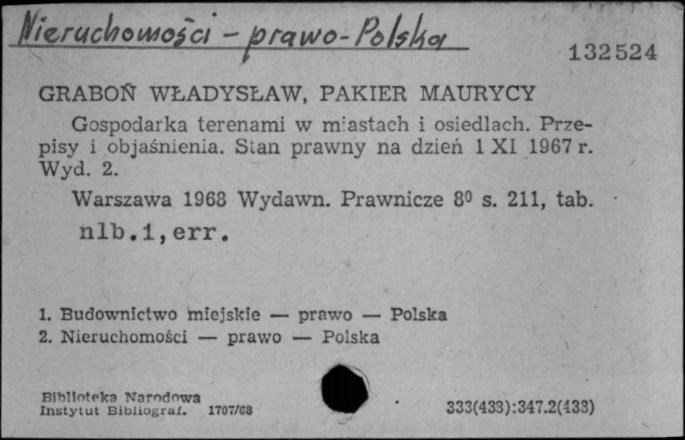 Nieruchomości - prawo - Polska
132524
GRABOŃ WŁADYSŁAW, PAKIER MAURYCY
Gospodarka terenami w miastach i osiedlach. Prze-
pisy i objaśnienia. Stan prawny na dzień 1 XI 1967 r.
Wyd. 2.
Warszawa 1968 Wydawn. Prawnicze 8⁰ s. 211, tab.
nlb.1, err.
1. Budownictwo miejskie — prawo — Polska
2. Nieruchomości — prawo — Polska
Biblioteka Narodowa
Instytut Bibliograf. 1707/68
333(433):347.2(433)